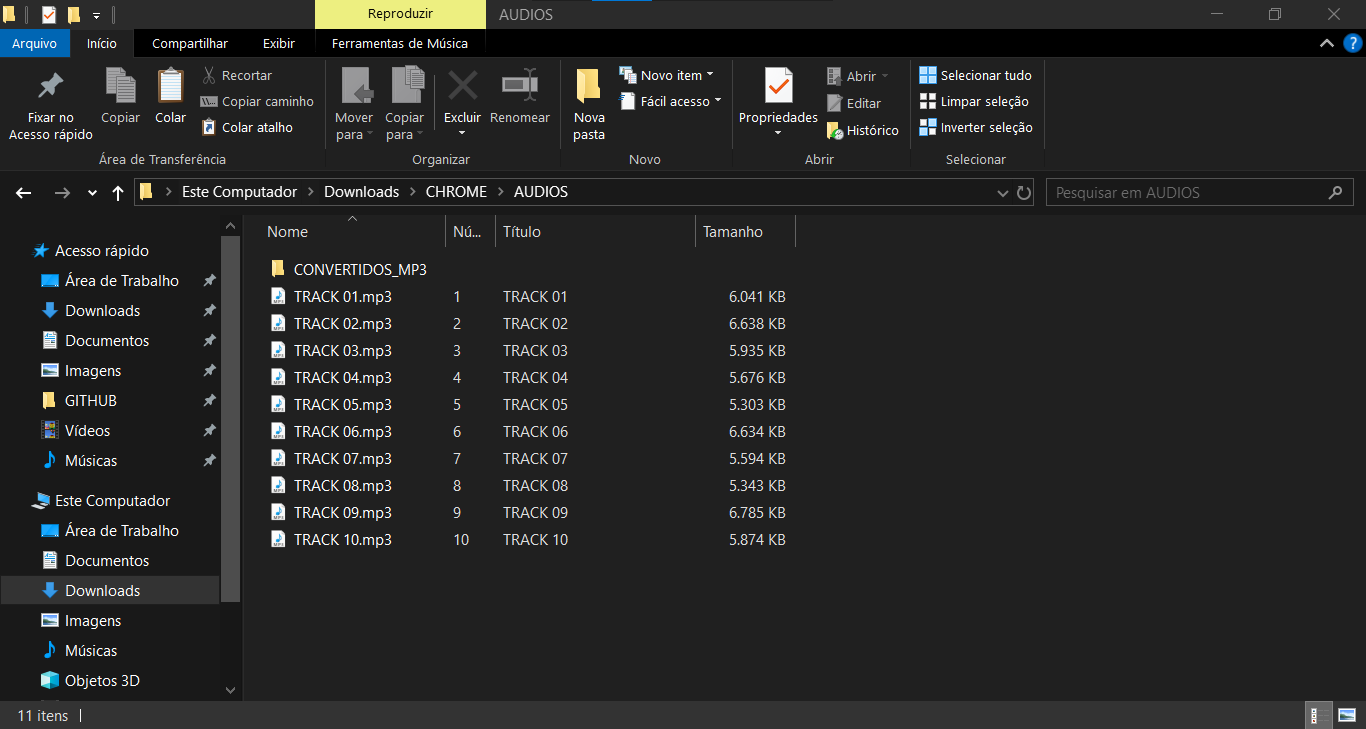 Reproduzir AUDIOS
Arquivo Início Compartilhar Exibir Ferramentas de Música
Fixar no
Acesso rápido
Copiar
Colar
Recortar
Copiar caminho
Colar atalho
Área de Transferência
Mover
para
Copiar
para
Excluir
Renomear
Organizar
Nova
pasta
Novo item
Fácil acesso
Novo
Propriedades
Abrir
Editar
Histórico
Abrir
Selecionar tudo
Limpar seleção
Inverter seleção
Selecionar
Este Computador Downloads CHROME AUDIOS
Pesquisar em AUDIOS
Acesso rápido
Área de Trabalho
Downloads
Documentos
Imagens
GITHUB
Vídeos
Músicas
Este Computador
Área de Trabalho
Documentos
Downloads
Imagens
Músicas
Objetos 3D
Nome Nú... Título Tamanho
CONVERTIDOS_MP3
TRACK 01.mp3 1 TRACK 01 6.041 KB
TRACK 02.mp3 2 TRACK 02 6.638 KB
TRACK 03.mp3 3 TRACK 03 5.935 KB
TRACK 04.mp3 4 TRACK 04 5.676 KB
TRACK 05.mp3 5 TRACK 05 5.303 KB
TRACK 06.mp3 6 TRACK 06 6.634 KB
TRACK 07.mp3 7 TRACK 07 5.594 KB
TRACK 08.mp3 8 TRACK 08 5.343 KB
TRACK 09.mp3 9 TRACK 09 6.785 KB
TRACK 10.mp3 10 TRACK 10 5.874 KB
11 itens